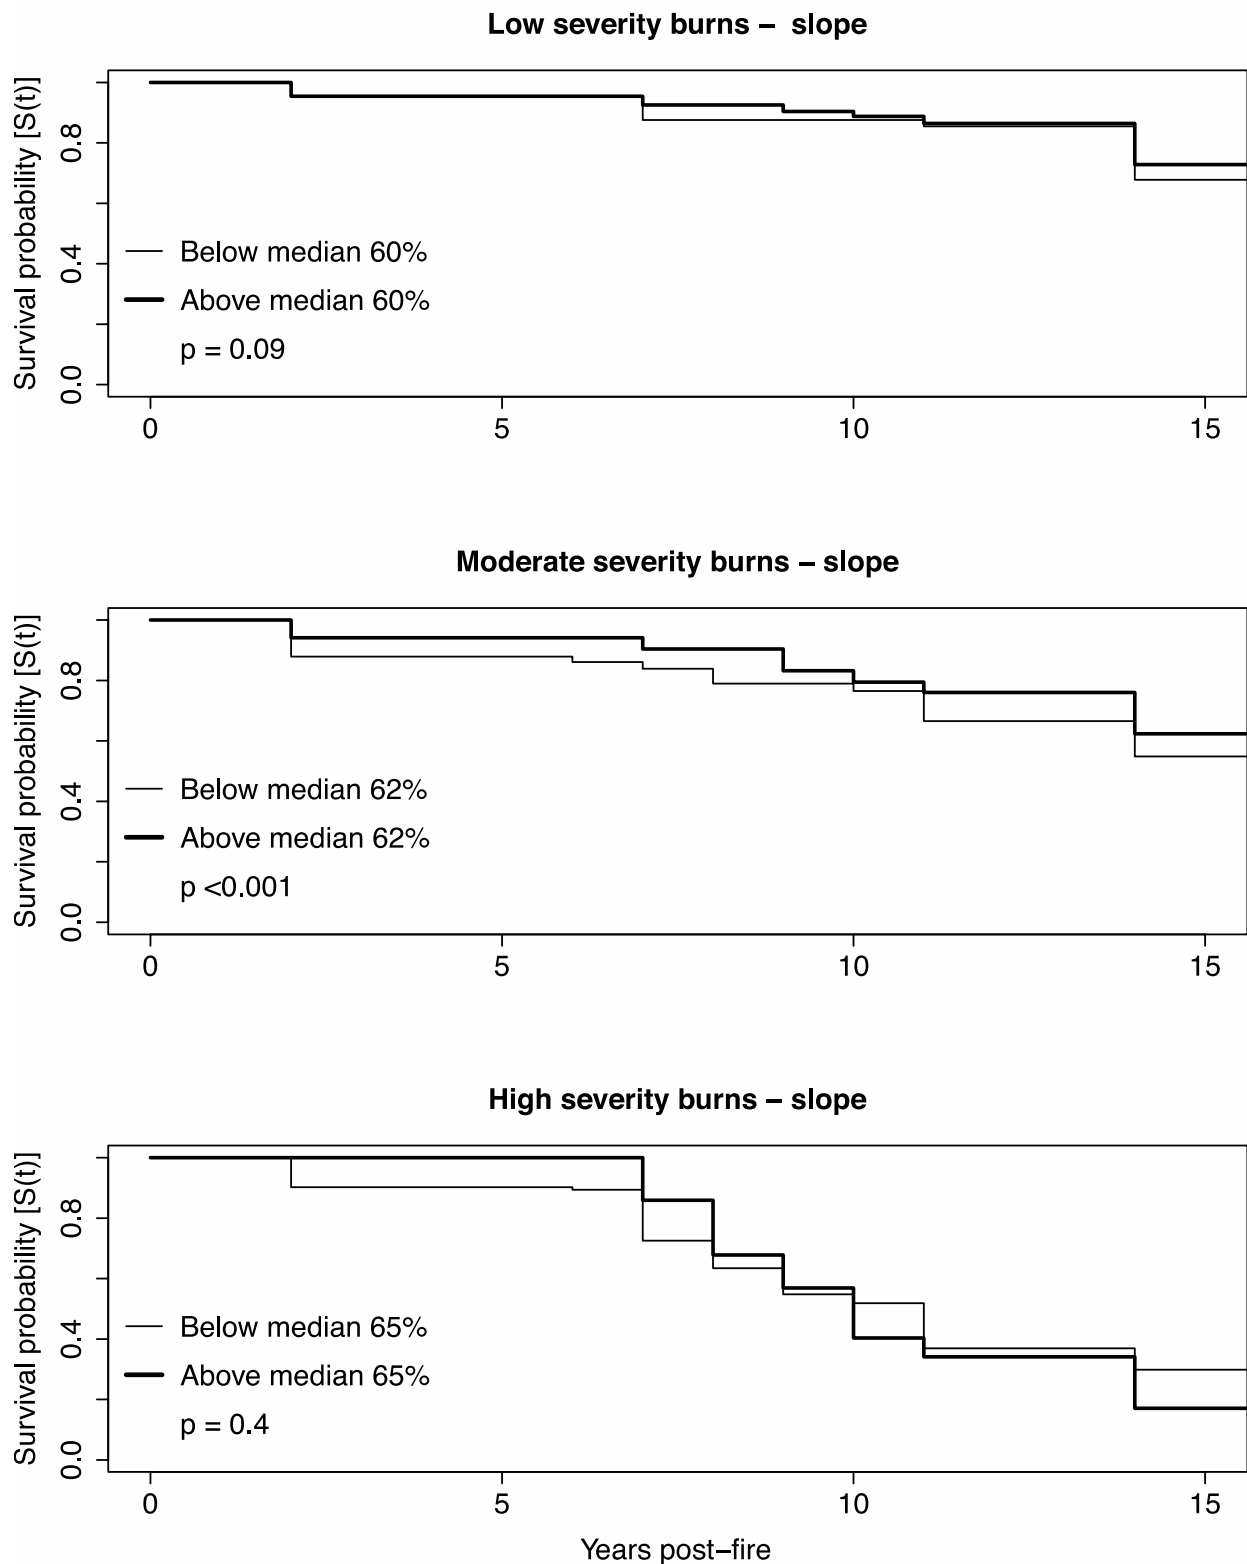 Low severity burns – slope
Survival probability [S(t)]
0.8
0.4
0.0
Below median 60%
Above median 60%
p = 0.09
0 5 10 15
Moderate severity burns – slope
Survival probability [S(t)]
0.8
0.4
0.0
Below median 62%
Above median 62%
p <0.001
0 5 10 15
High severity burns – slope
Survival probability [S(t)]
0.8
0.4
0.0
Below median 65%
Above median 65%
p = 0.4
0 5 10 15
Years post–fire